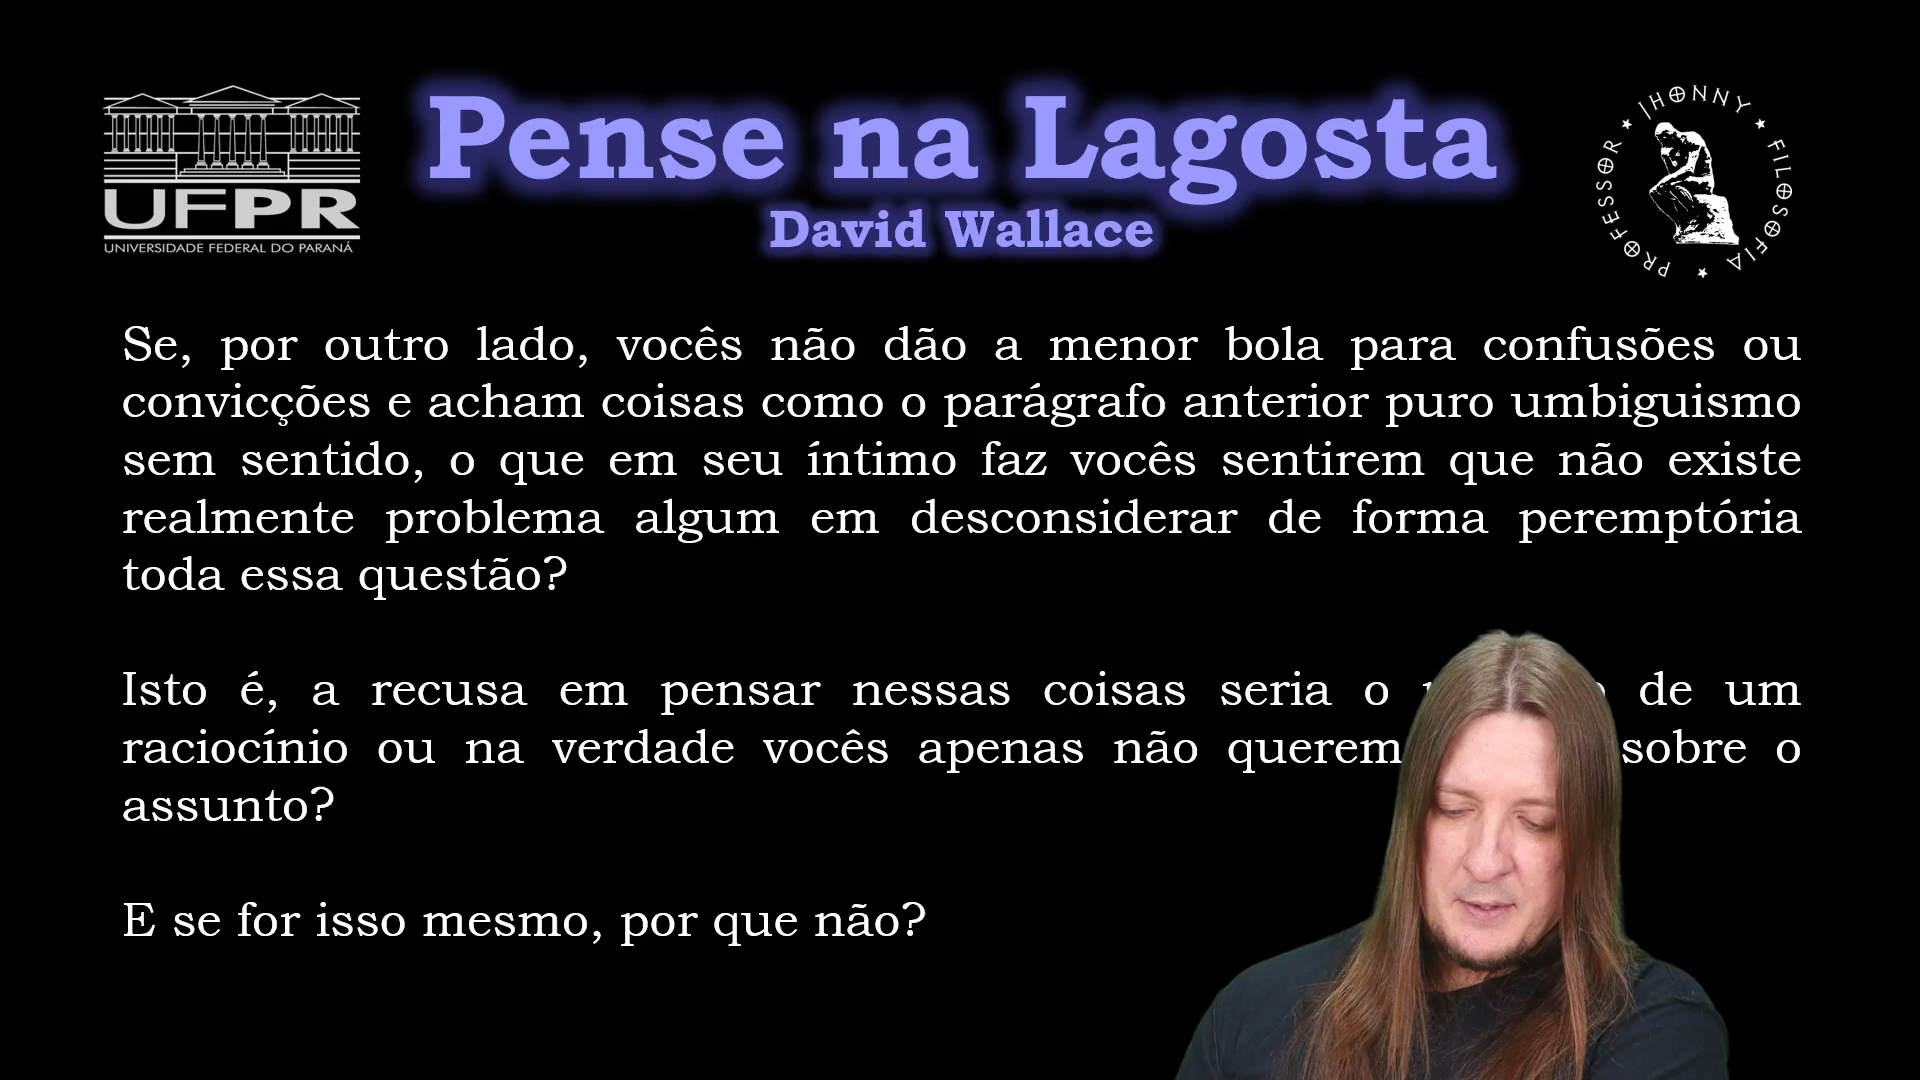 UFPR
UNIVERSIDADE FEDERAL DO PARANÁ
Pense na Lagosta
David Wallace
PROFESSOR ★ JHONNY ★ FILOSOFIA ★
Se, por outro lado, vocês não dão a menor bola para confusões ou
convicções e acham coisas como o parágrafo anterior puro umbiguismo
sem sentido, o que em seu íntimo faz vocês sentirem que não existe
realmente problema algum em desconsiderar de forma peremptória
toda essa questão?
Isto é, a recusa em pensar nessas coisas seria o de um
raciocínio ou na verdade vocês apenas não querem sobre o
assunto?
E se for isso mesmo, por que não?